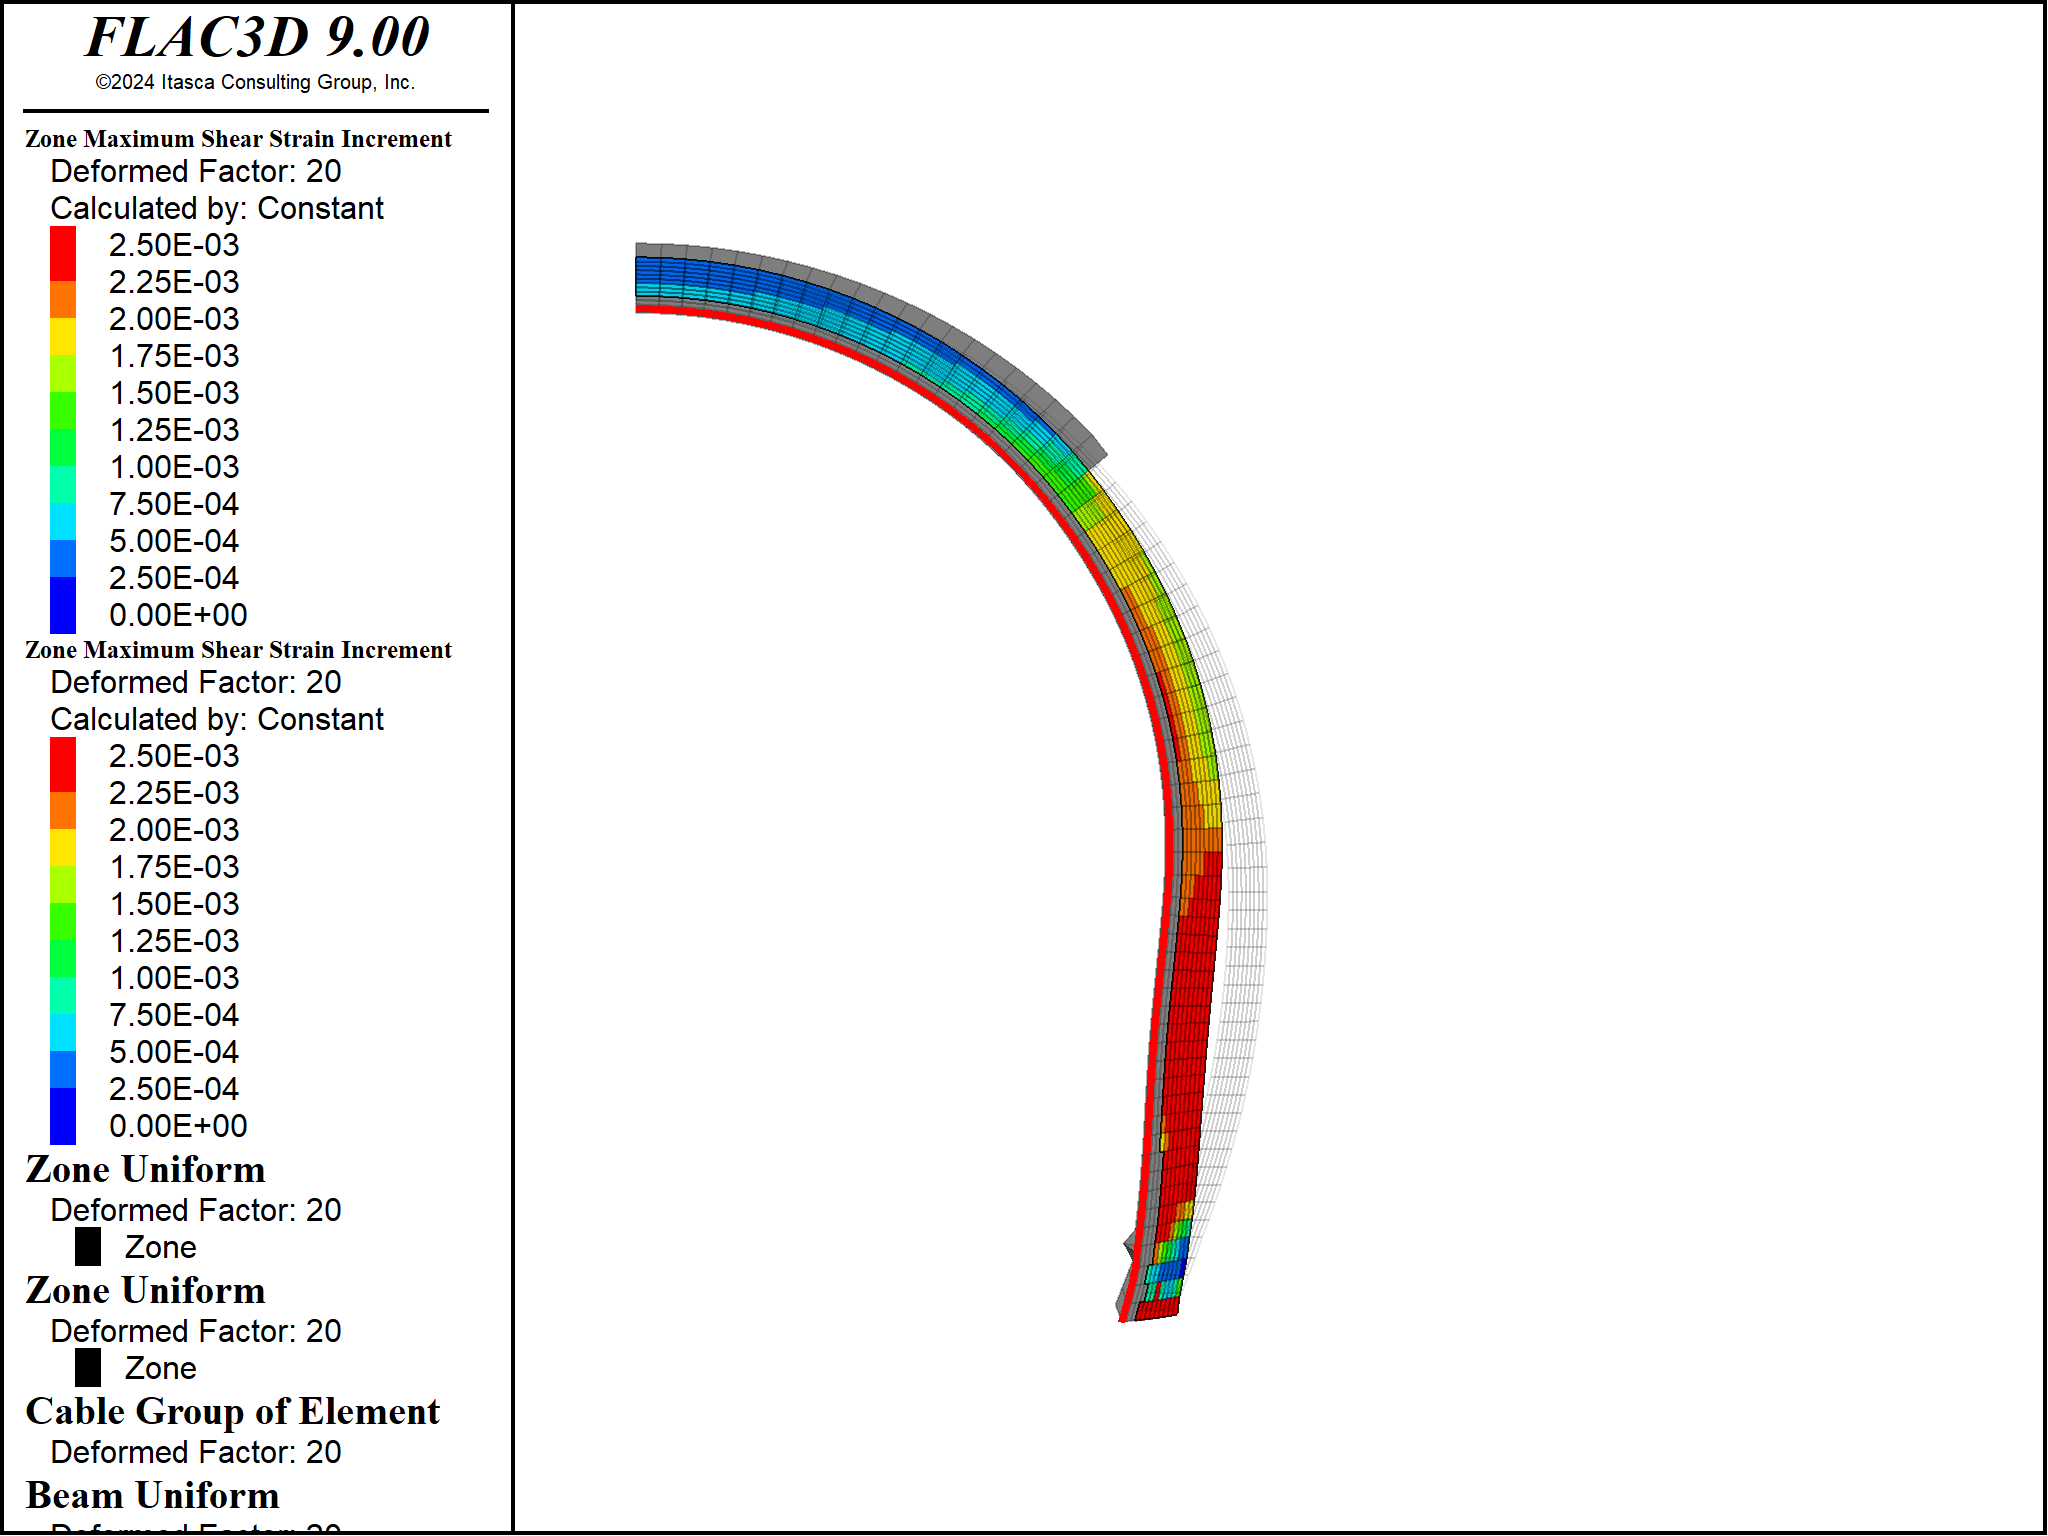 FLAC3D 9.00
©2024 Itasca Consulting Group, Inc.
Zone Maximum Shear Strain Increment
Deformed Factor: 20
Calculated by: Constant
2.50E-03
2.25E-03
2.00E-03
1.75E-03
1.50E-03
1.25E-03
1.00E-03
7.50E-04
5.00E-04
2.50E-04
0.00E+00
Zone Maximum Shear Strain Increment
Deformed Factor: 20
Calculated by: Constant
2.50E-03
2.25E-03
2.00E-03
1.75E-03
1.50E-03
1.25E-03
1.00E-03
7.50E-04
5.00E-04
2.50E-04
0.00E+00
Zone Uniform
Deformed Factor: 20
Zone
Zone Uniform
Deformed Factor: 20
Zone
Cable Group of Element
Deformed Factor: 20
Beam Uniform